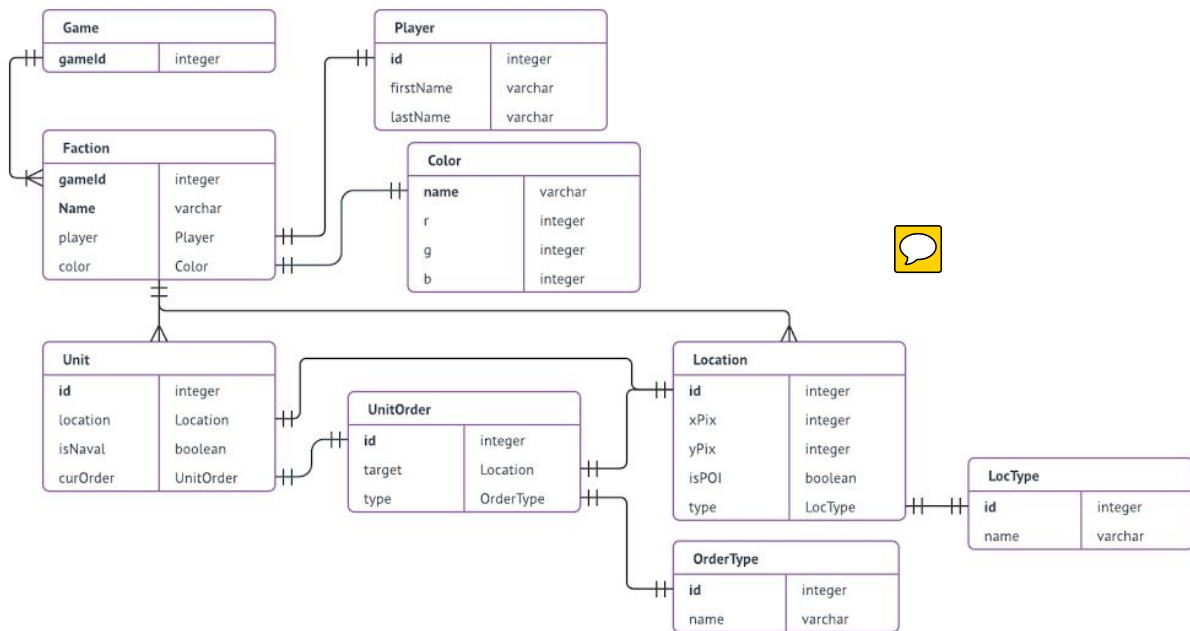 Game
gameId integer
Player
id integer
firstName varchar
lastName varchar
Faction
gameId integer
Name varchar
player Player
color Color
Color
name varchar
r integer
g integer
b integer
Unit
id integer
location Location
isNaval boolean
curOrder UnitOrder
UnitOrder
id integer
target Location
type OrderType
Location
id integer
xPix integer
yPix integer
isPOI boolean
type LocType
LocType
id integer
name varchar
OrderType
id integer
name varchar